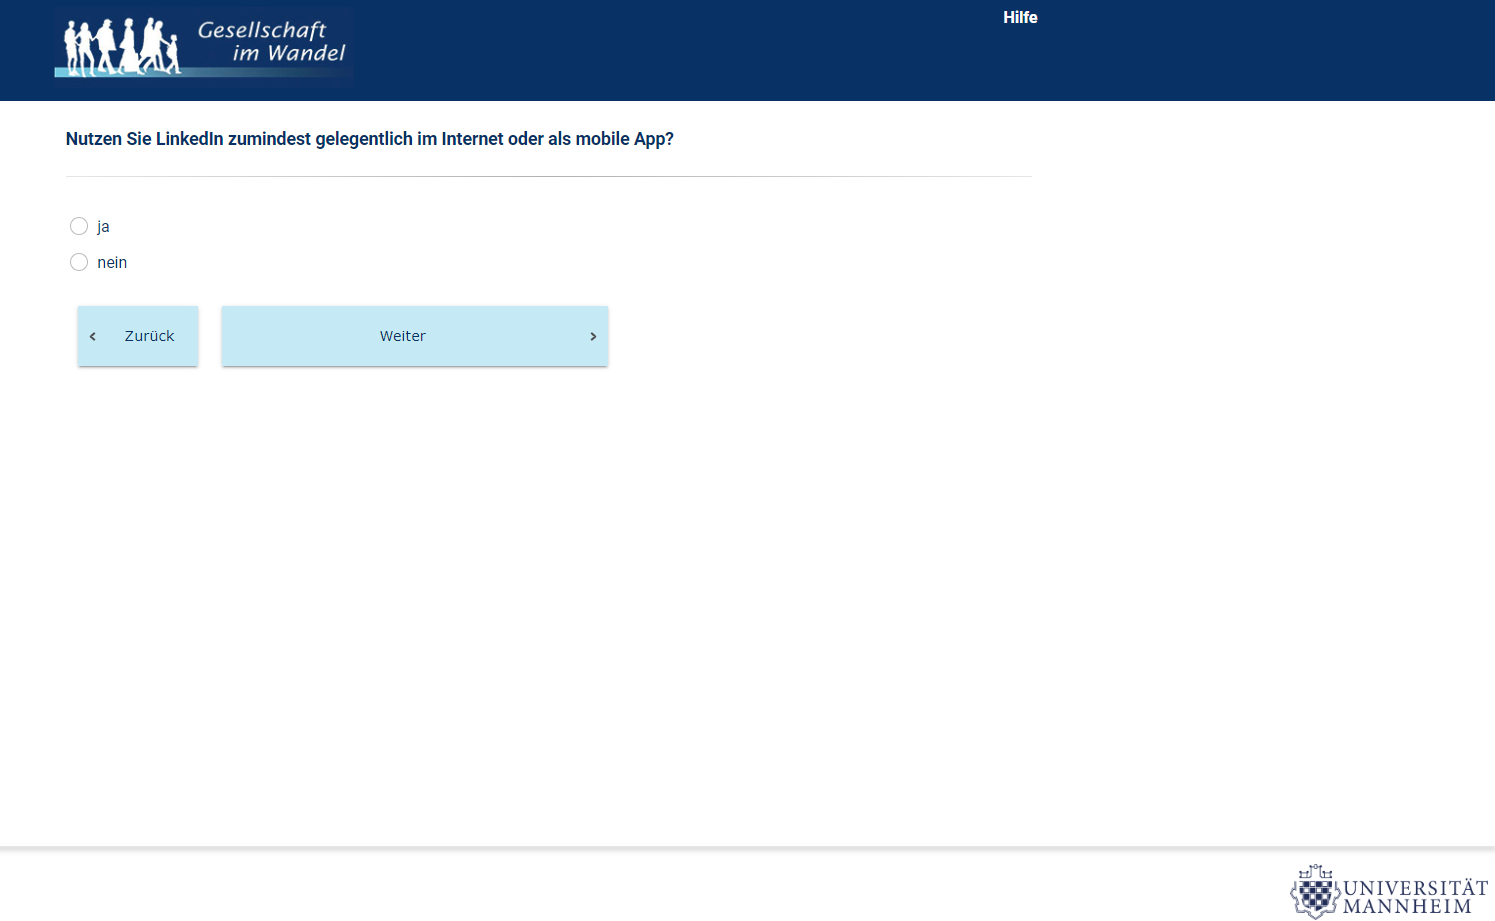 Gesellschaft
im Wandel
Hilfe
Nutzen Sie LinkedIn zumindest gelegentlich im Internet oder als mobile App?
ja
nein
Zurück
Weiter
UNIVERSITÄT
MANNHEIM